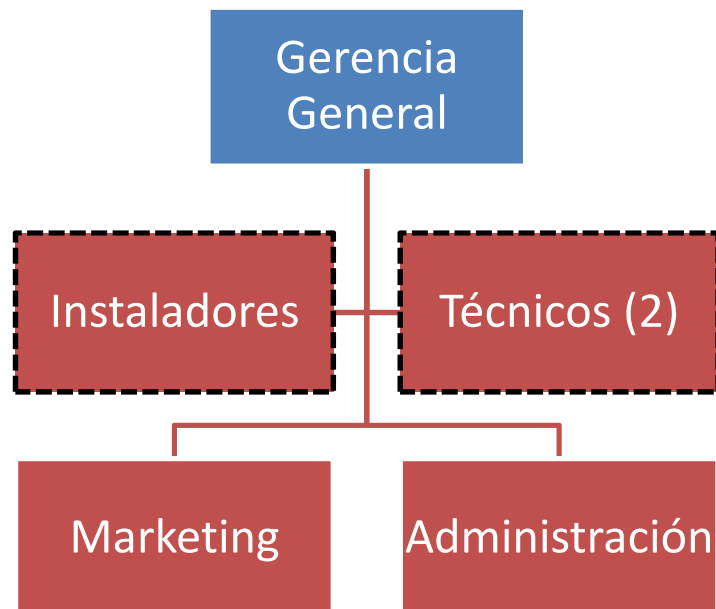 Gerencia
General
Instaladores
Técnicos (2)
Marketing
Administración